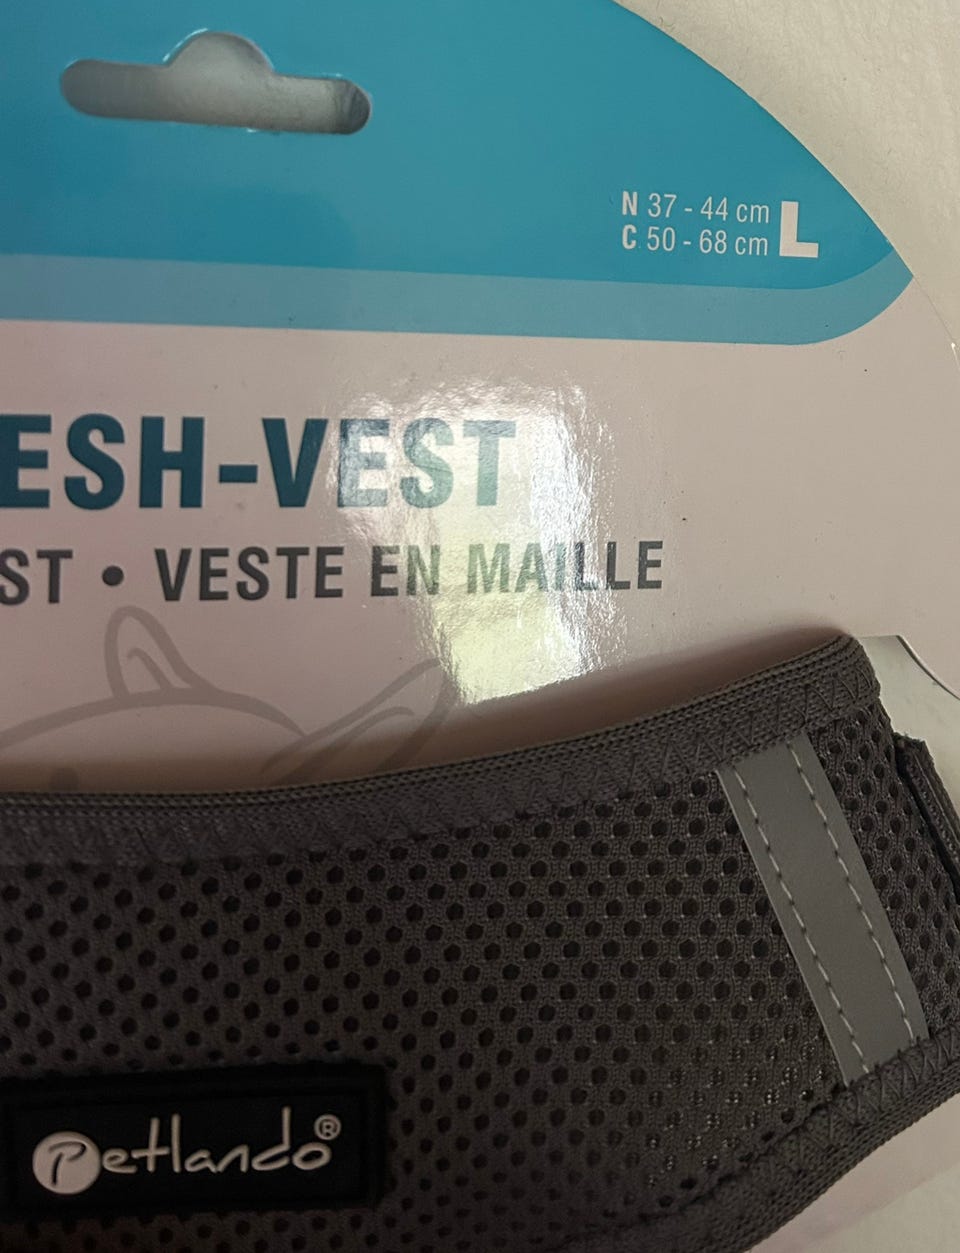 N 37 - 44 cm L
C 50 - 68 cm
ESH-VEST
ST • VESTE EN MAILLE
Petlando®